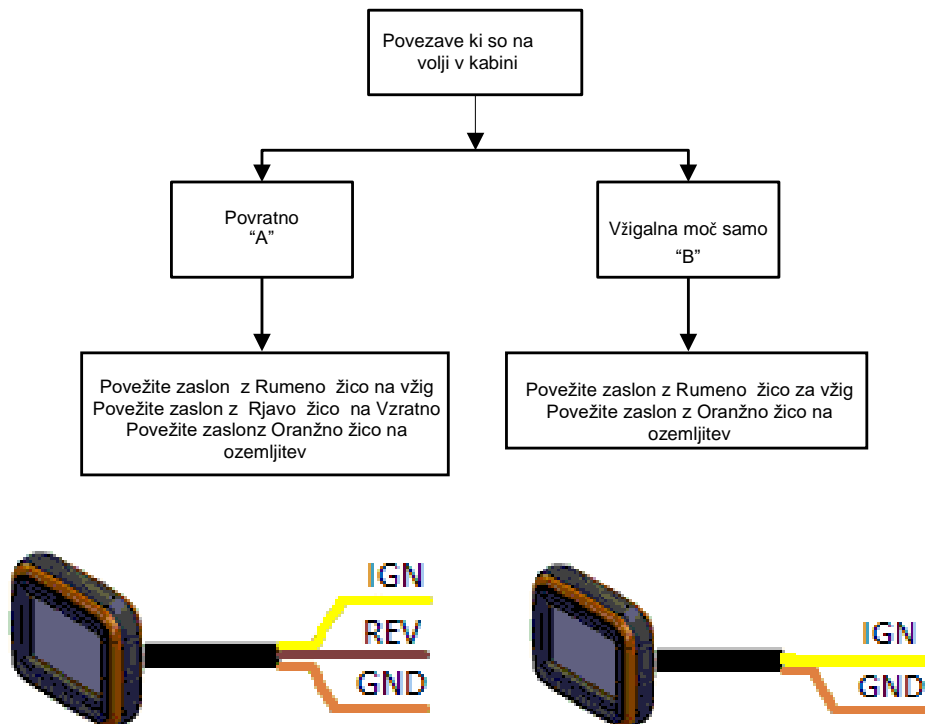 Povezave ki so na
volji v kabini
Povratno
“A”
Vžigalna moč samo
“B”
Povežite zaslon z Rumeno žico na vžig
Povežite zaslon z Rjavo žico na Vzratno
Povežite zaslonz Oranžno žico na
ozemljitev
Povežite zaslon z Rumeno žico za vžig
Povežite zaslon z Oranžno žico na
ozemljitev
IGN
REV
GND
IGN
GND